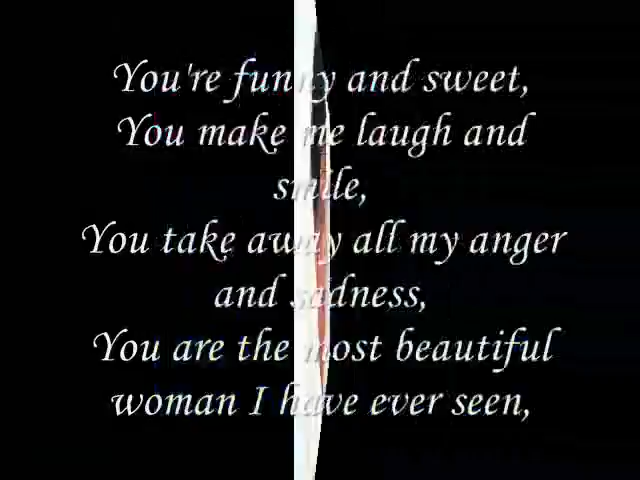 You're funny and sweet,
You make me laugh and
smile,
You take away all my anger
and sadness,
You are the most beautiful
woman I have ever seen,